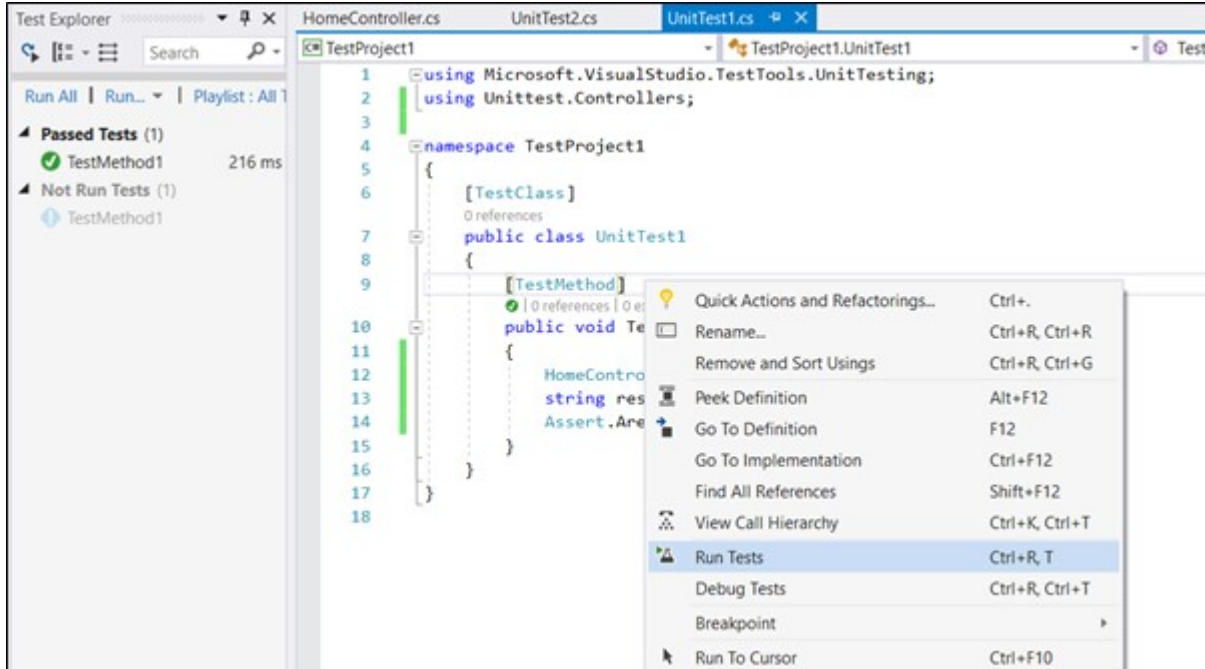 Test Explorer
Search
Run All | Run... | Playlist : All T
Passed Tests (1)
TestMethod1 216 ms
Not Run Tests (1)
TestMethod1
HomeController.cs UnitTest2.cs UnitTest1.cs
C# TestProject1 TestProject1.UnitTest1 Test
1 using Microsoft.VisualStudio.TestTools.UnitTesting;
2 using Unittest.Controllers;
3
4 namespace TestProject1
5 {
6 [TestClass]
0 references
7 public class UnitTest1
8 {
9 [TestMethod]
| 0 references | 0 e
10 public void Te
11 {
12 HomeContro
13 string res
14 Assert.Are
15 }
16 }
17 }
18
Quick Actions and Refactorings... Ctrl+.
Rename... Ctrl+R, Ctrl+R
Remove and Sort Usings Ctrl+R, Ctrl+G
Peek Definition Alt+F12
Go To Definition F12
Go To Implementation Ctrl+F12
Find All References Shift+F12
View Call Hierarchy Ctrl+K, Ctrl+T
Run Tests Ctrl+R, T
Debug Tests Ctrl+R, Ctrl+T
Breakpoint
Run To Cursor Ctrl+F10